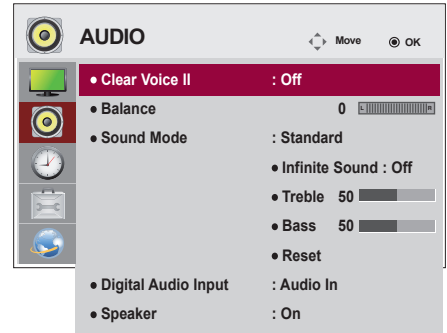 AUDIO Move OK
• Clear Voice II : Off
• Balance 0 L R
• Sound Mode : Standard
• Infinite Sound : Off
• Treble 50
• Bass 50
• Reset
• Digital Audio Input : Audio In
• Speaker : On